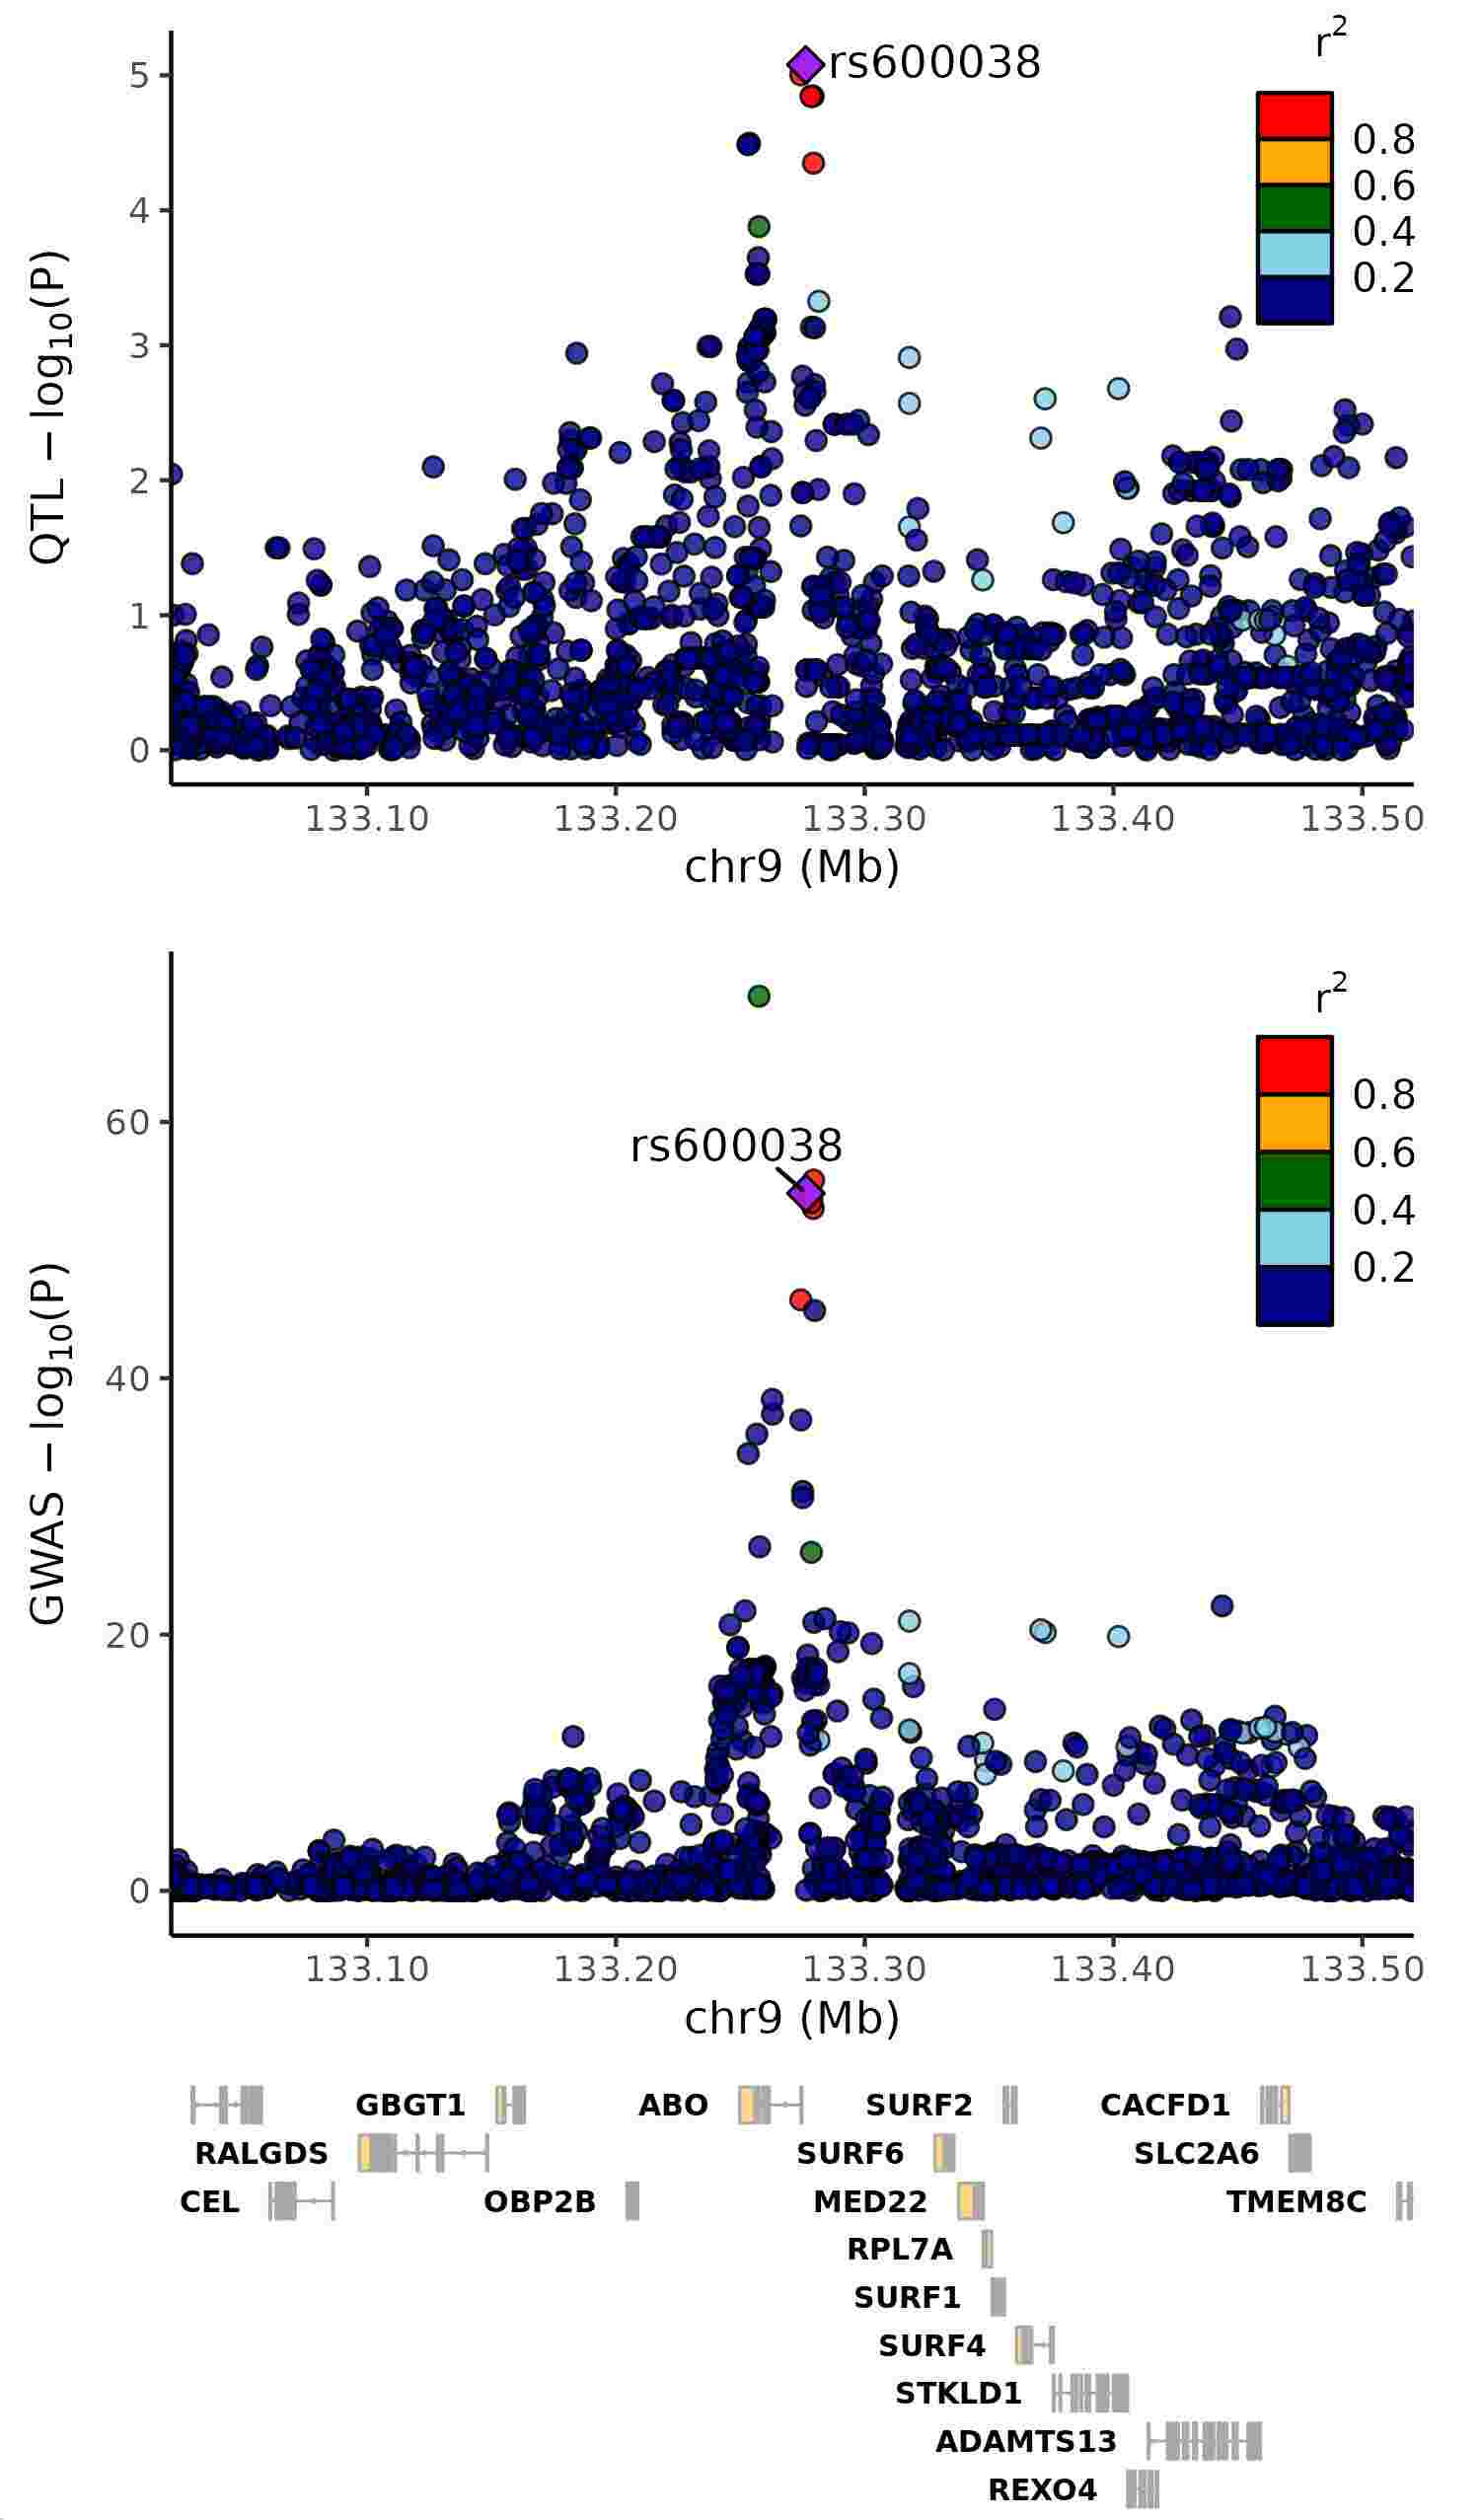 r2
5
rs600038
0.8
0.6
4
0.4
0.2
3
2
1
0
QTL −log10(P)
133.10 133.20 133.30 133.40 133.50
chr9 (Mb)
r2
60
0.8
rs600038
0.6
0.4
0.2
40
20
0
GWAS −log10(P)
133.10 133.20 133.30 133.40 133.50
chr9 (Mb)
GBGT1 ABO SURF2 CACFD1
RALGDS SURF6 SLC2A6
CEL OBP2B MED22 TMEM8C
RPL7A
SURF1
SURF4
STKLD1
ADAMTS13
REXO4